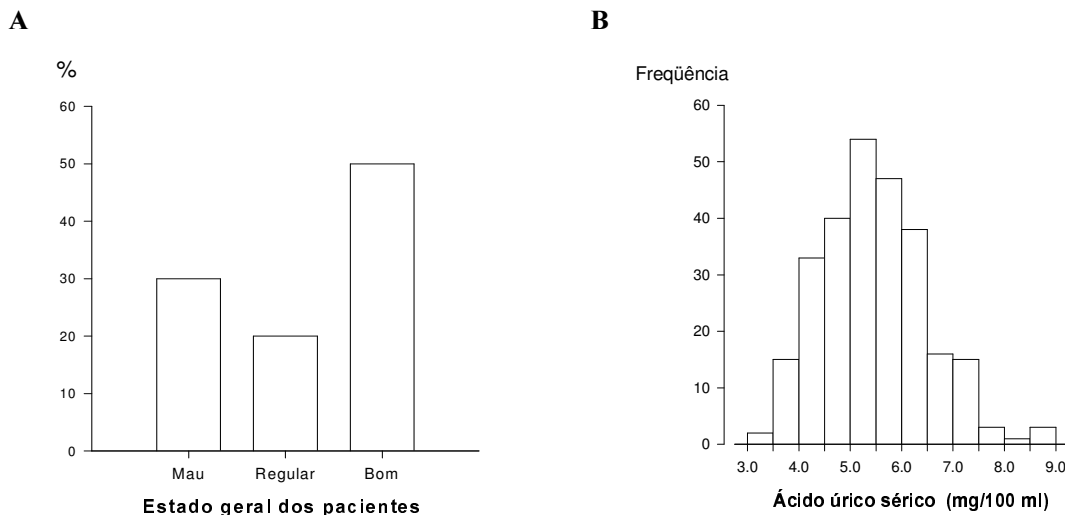 A
%
60
50
40
30
20
10
0
Mau Regular Bom
Estado geral dos pacientes
B
Freqüência
60
50
40
30
20
10
0
3.0 4.0 5.0 6.0 7.0 8.0 9.0
Ácido úrico sérico (mg/100 ml)